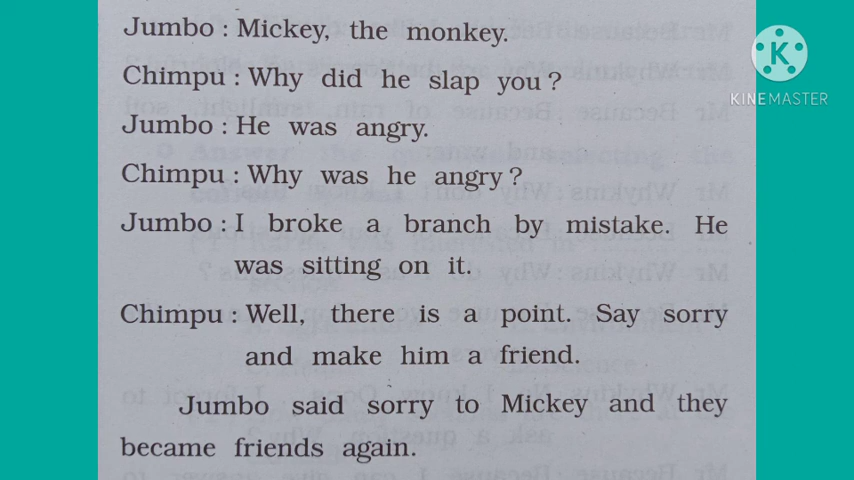 Jumbo : Mickey, the monkey.
Chimpu : Why did he slap you ?
Jumbo : He was angry.
Chimpu : Why was he angry ?
Jumbo : I broke a branch by mistake. He
was sitting on it.
Chimpu : Well, there is a point. Say sorry
and make him a friend.
Jumbo said sorry to Mickey and they
became friends again.
KINEMASTER